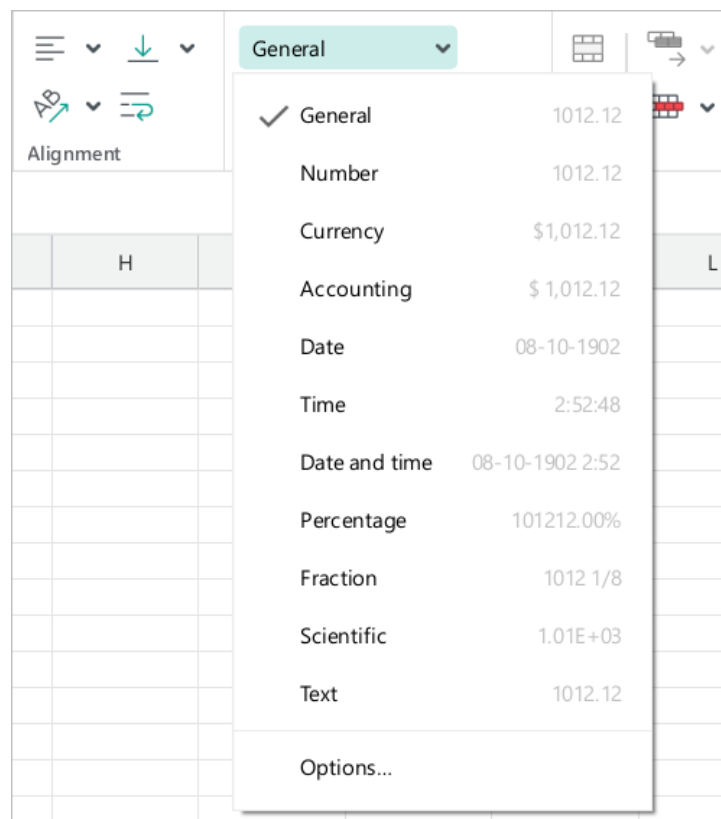 General
AB
Alignment
General 1012.12
Number 1012.12
Currency $1,012.12
Accounting $ 1,012.12
Date 08-10-1902
Time 2:52:48
Date and time 08-10-1902 2:52
Percentage 101212.00%
Fraction 1012 1/8
Scientific 1.01E+03
Text 1012.12
Options...
H L